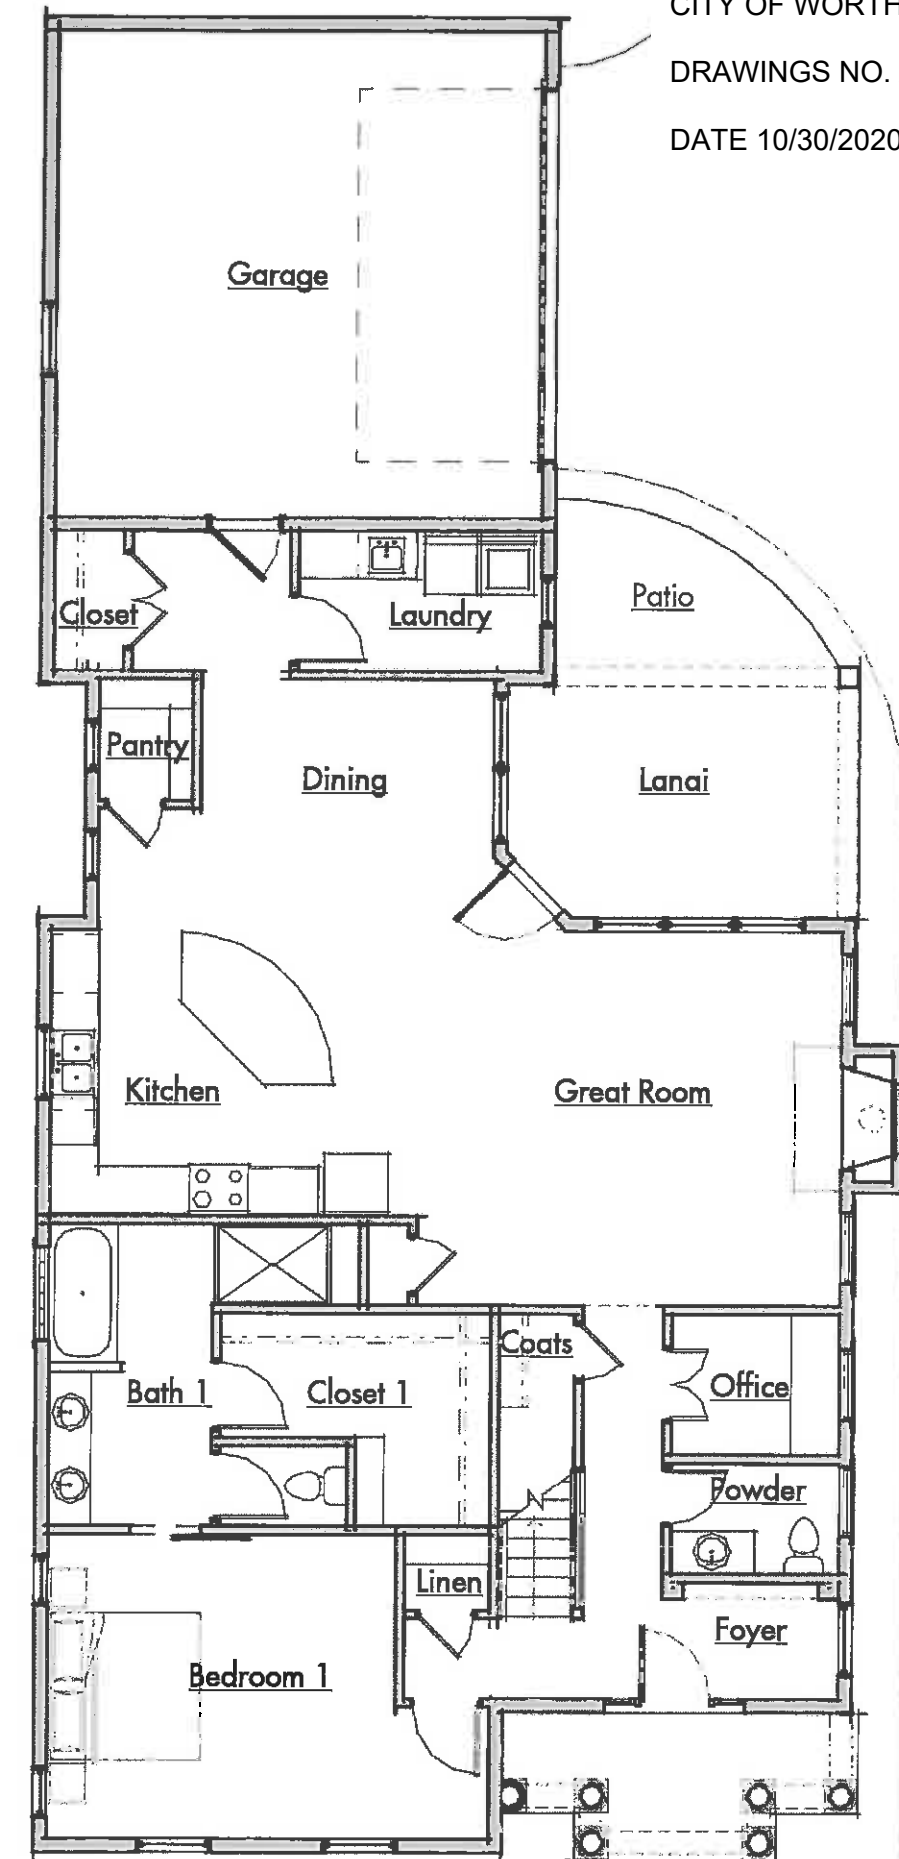 CITY OF WORTH
DRAWINGS NO.
DATE 10/30/2020
Garage
Closet
Laundry
Patio
Pantry
Dining
Lanai
Kitchen
Great Room
Coats
Bath 1
Closet 1
Office
Powder
Linen
Foyer
Bedroom 1